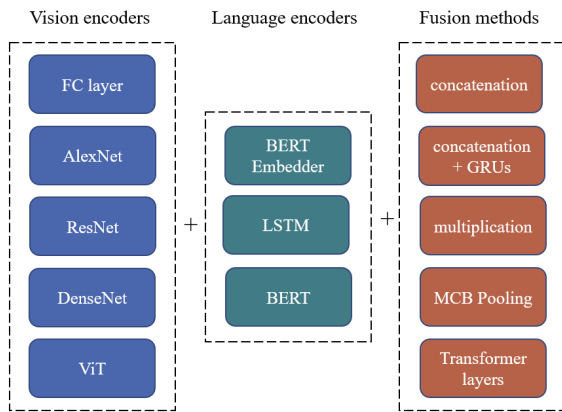 Vision encoders
Language encoders
Fusion methods
FC layer
AlexNet
ResNet
DenseNet
ViT
+
BERT
Embedder
LSTM
BERT
+
concatenation
concatenation
+ GRUs
multiplication
MCB Pooling
Transformer
layers